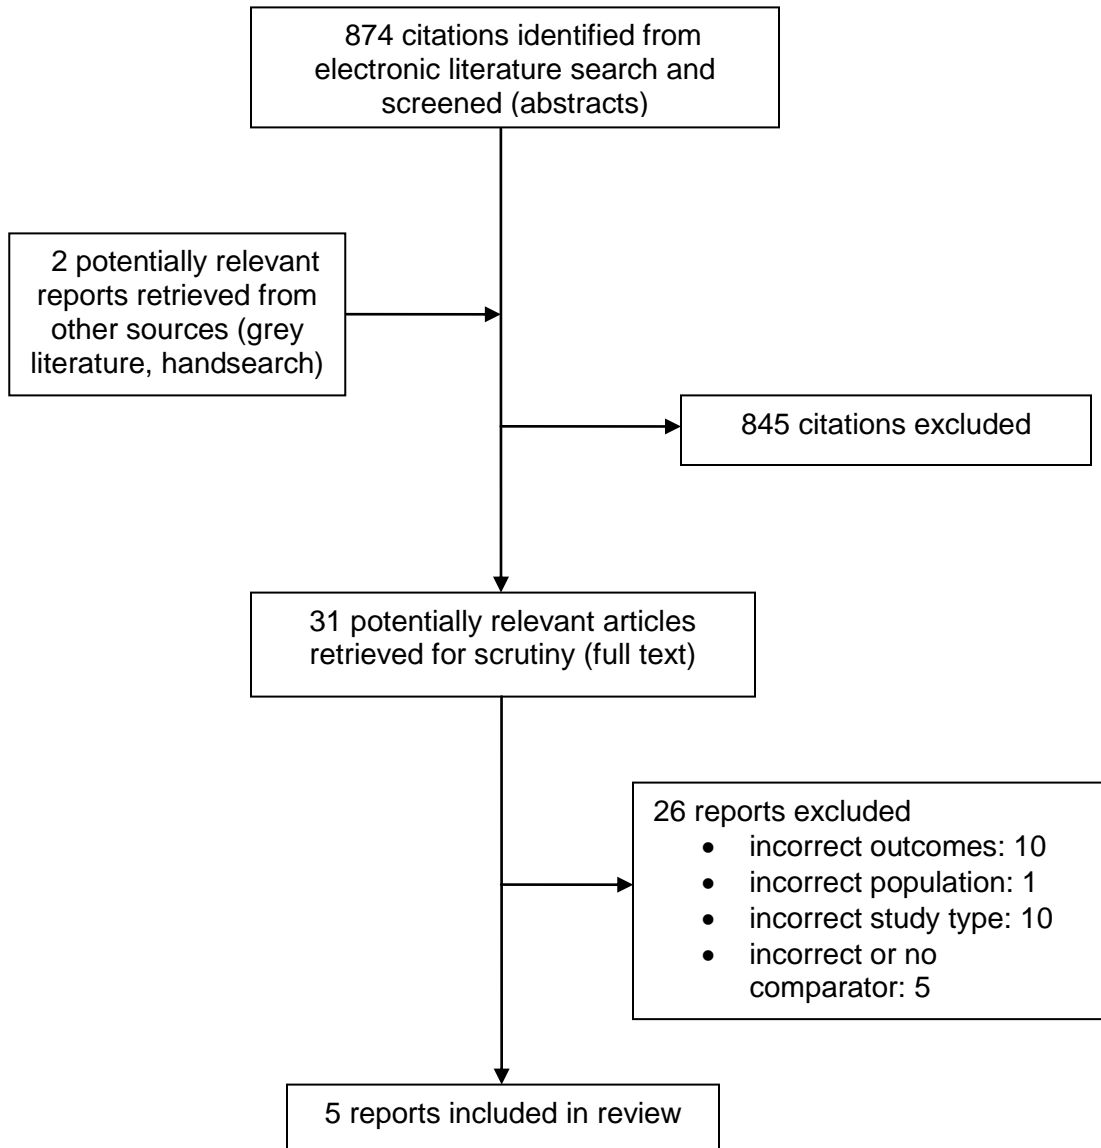 874 citations identified from
electronic literature search and
screened (abstracts)
2 potentially relevant
reports retrieved from
other sources (grey
literature, handsearch)
845 citations excluded
31 potentially relevant articles
retrieved for scrutiny (full text)
26 reports excluded
• incorrect outcomes: 10
• incorrect population: 1
• incorrect study type: 10
• incorrect or no
comparator: 5
5 reports included in review